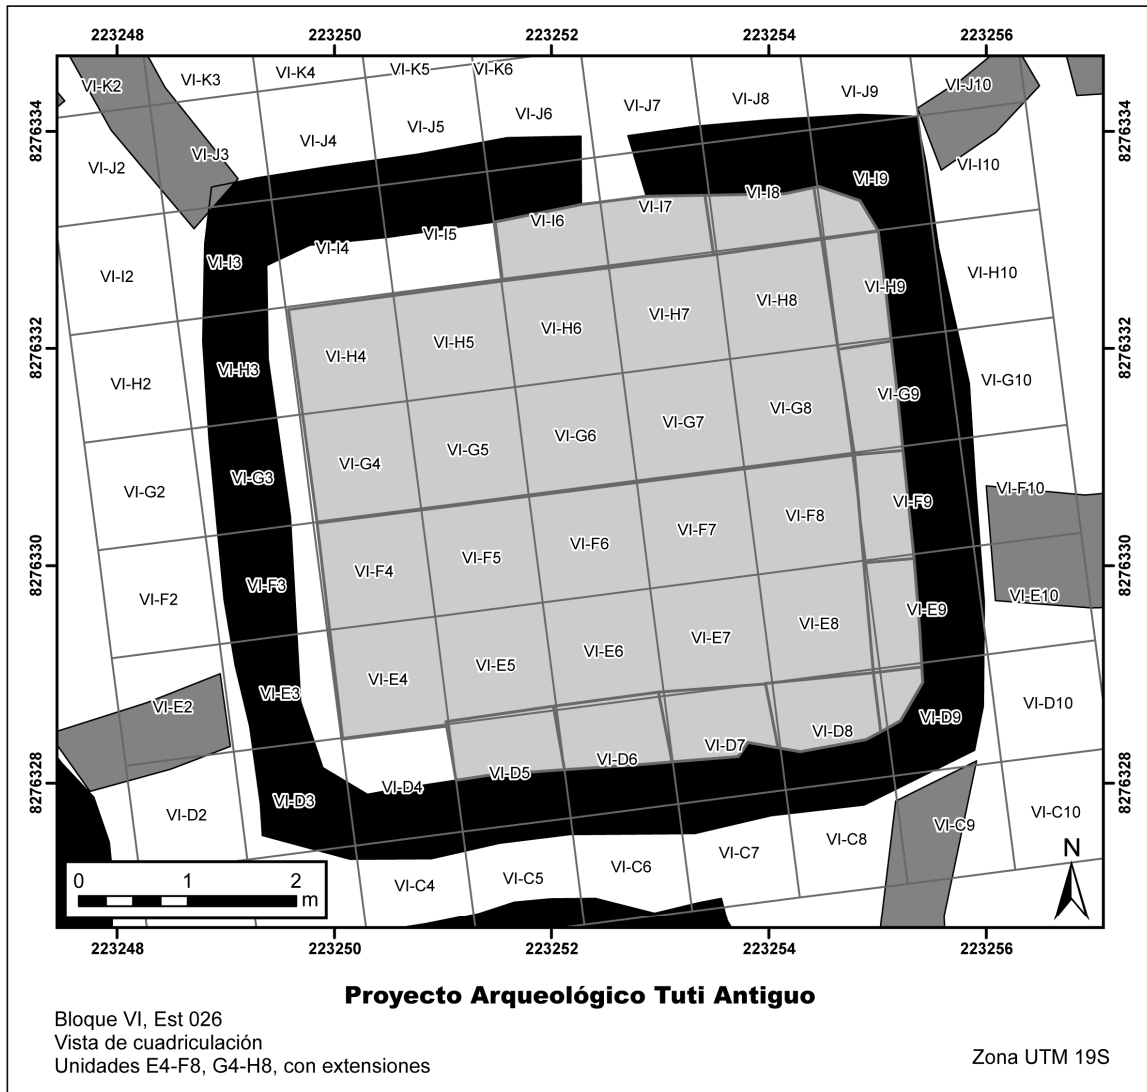 223248 223250 223252 223254 223256
VI-K2 VI-K3 VI-K4 VI-K5 VI-K6
VI-J2 VI-J3 VI-J4 VI-J5 VI-J6 VI-J7 VI-J8 VI-J9 VI-J10
8276334 8276334
VI-I2 VI-I3 VI-I4 VI-I5 VI-I6 VI-I7 VI-I8 VI-I9 VI-I10
VI-H2 VI-H3 VI-H4 VI-H5 VI-H6 VI-H7 VI-H8 VI-H9 VI-H10
8276332 8276332
VI-G2 VI-G3 VI-G4 VI-G5 VI-G6 VI-G7 VI-G8 VI-G9 VI-G10
VI-F2 VI-F3 VI-F4 VI-F5 VI-F6 VI-F7 VI-F8 VI-F9 VI-F10
8276330 8276330
VI-E2 VI-E3 VI-E4 VI-E5 VI-E6 VI-E7 VI-E8 VI-E9 VI-E10
VI-D2 VI-D3 VI-D4 VI-D5 VI-D6 VI-D7 VI-D8 VI-D9 VI-D10
8276328 8276328
VI-C4 VI-C5 VI-C6 VI-C7 VI-C8 VI-C9 VI-C10
0 1 2
m
N
223248 223250 223252 223254 223256
Proyecto Arqueológico Tuti Antiguo
Bloque VI, Est 026
Vista de cuadriculación
Unidades E4-F8, G4-H8, con extensiones
Zona UTM 19S